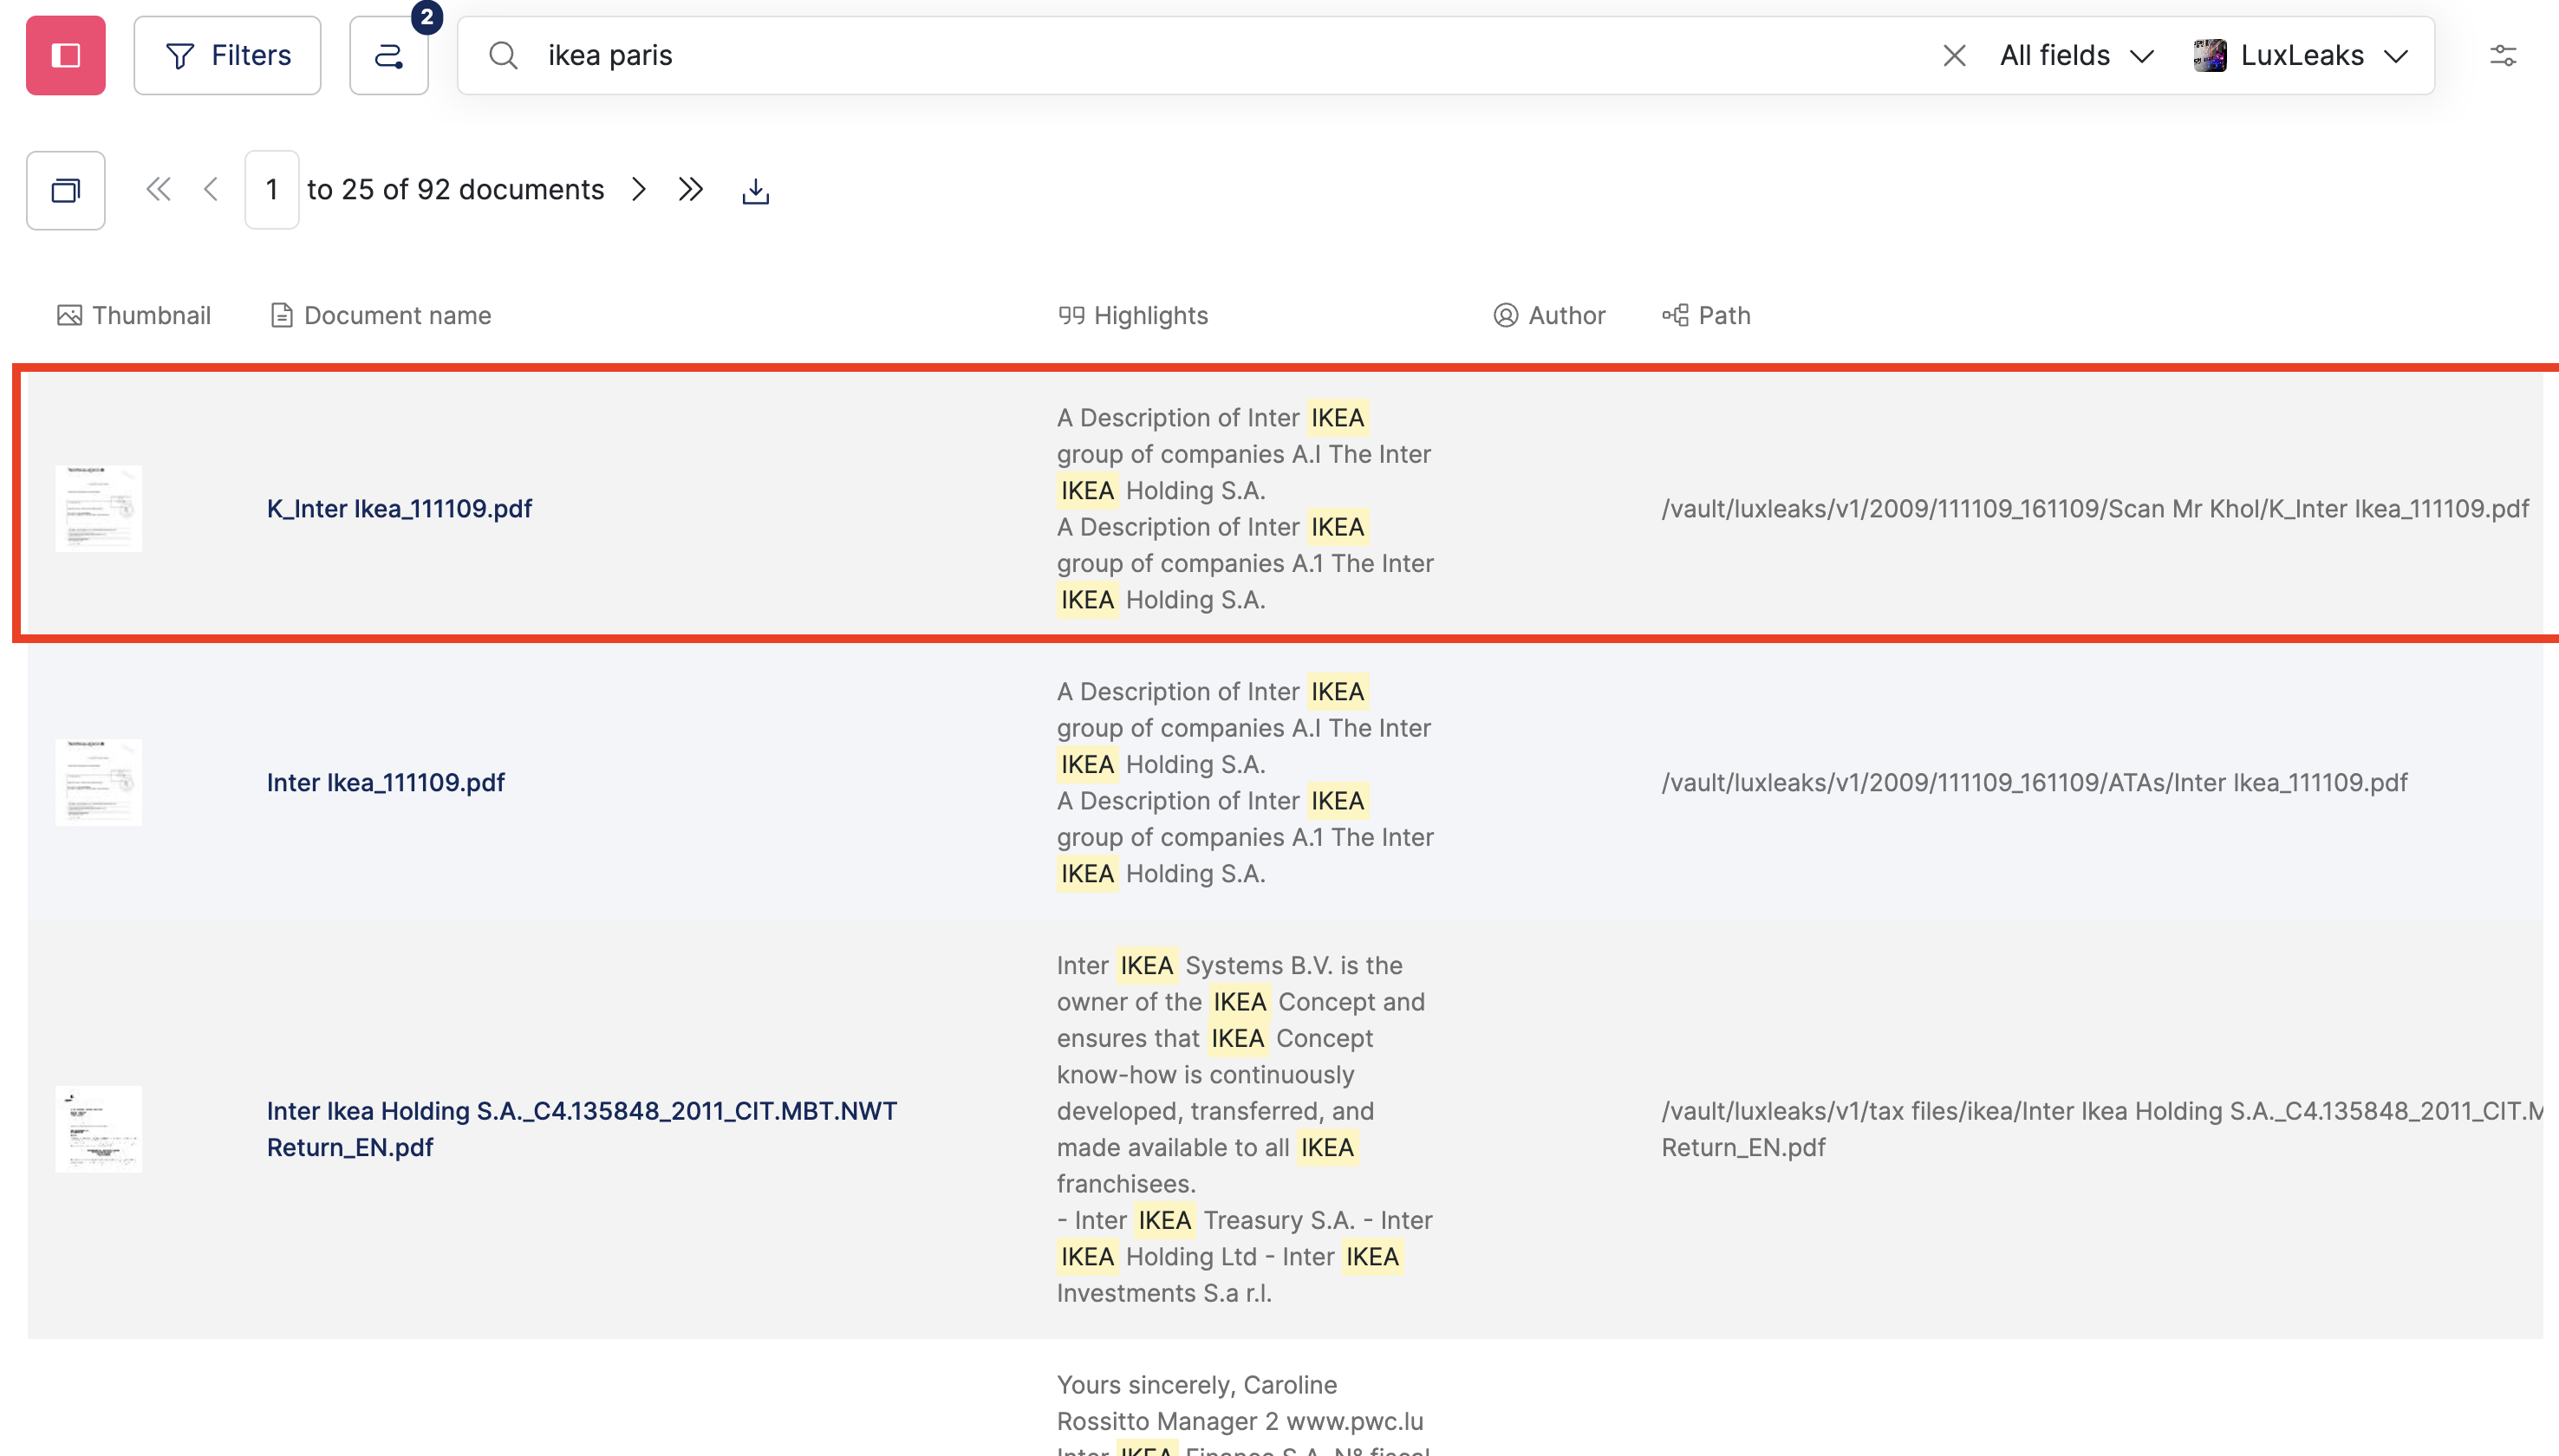 2
Filters
ikea paris
All fields
LuxLeaks
1 to 25 of 92 documents
Thumbnail
Document name
Highlights
Author
Path
K_Inter Ikea_111109.pdf
A Description of Inter IKEA
group of companies A.I The Inter
IKEA Holding S.A.
A Description of Inter IKEA
group of companies A.1 The Inter
IKEA Holding S.A.
/vault/luxleaks/v1/2009/111109_161109/Scan Mr Khol/K_Inter Ikea_111109.pdf
Inter Ikea_111109.pdf
A Description of Inter IKEA
group of companies A.I The Inter
IKEA Holding S.A.
A Description of Inter IKEA
group of companies A.1 The Inter
IKEA Holding S.A.
/vault/luxleaks/v1/2009/111109_161109/ATAs/Inter Ikea_111109.pdf
Inter Ikea Holding S.A._C4.135848_2011_CIT.MBT.NWT
Return_EN.pdf
Inter IKEA Systems B.V. is the
owner of the IKEA Concept and
ensures that IKEA Concept
know-how is continuously
developed, transferred, and
made available to all IKEA
franchisees.
- Inter IKEA Treasury S.A. - Inter
IKEA Holding Ltd - Inter IKEA
Investments S.a r.l.
/vault/luxleaks/v1/tax files/ikea/Inter Ikea Holding S.A._C4.135848_2011_CIT.M
Return_EN.pdf
Yours sincerely, Caroline
Rossitto Manager 2 www.pwc.lu
Inter IKEA Finance S.A. N° fiscal